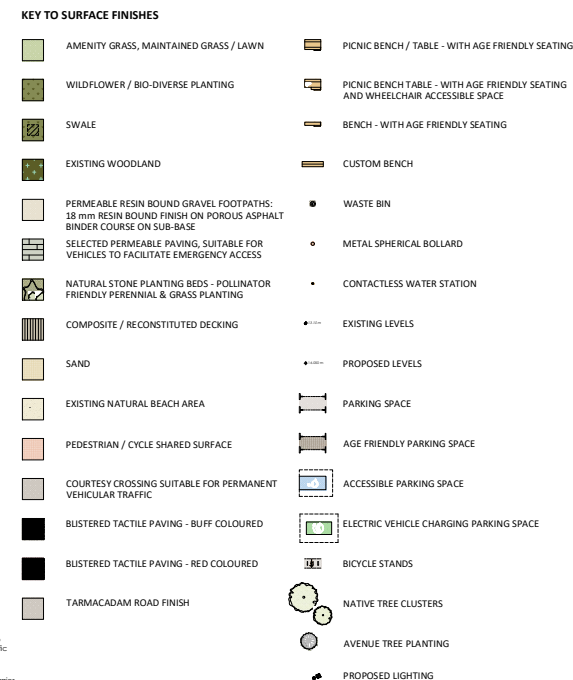 KEY TO SURFACE FINISHES
AMENITY GRASS, MAINTAINED GRASS / LAWN
WILDFLOWER / BIO-DIVERSE PLANTING
SWALE
EXISTING WOODLAND
PERMEABLE RESIN BOUND GRAVEL FOOTPATHS:
18 mm RESIN BOUND FINISH ON POROUS ASPHALT
BINDER COURSE ON SUB-BASE
SELECTED PERMEABLE PAVING, SUITABLE FOR
VEHICLES TO FACILITATE EMERGENCY ACCESS
NATURAL STONE PLANTING BEDS - POLLINATOR
FRIENDLY PERENNIAL & GRASS PLANTING
COMPOSITE / RECONSTITUTED DECKING
SAND
EXISTING NATURAL BEACH AREA
PEDESTRIAN / CYCLE SHARED SURFACE
COURTESY CROSSING SUITABLE FOR PERMANENT
VEHICULAR TRAFFIC
BLISTERED TACTILE PAVING - BUFF COLOURED
BLISTERED TACTILE PAVING - RED COLOURED
TARMACADAM ROAD FINISH
PICNIC BENCH / TABLE - WITH AGE FRIENDLY SEATING
PICNIC BENCH TABLE - WITH AGE FRIENDLY SEATING
AND WHEELCHAIR ACCESSIBLE SPACE
BENCH - WITH AGE FRIENDLY SEATING
CUSTOM BENCH
WASTE BIN
METAL SPHERICAL BOLLARD
CONTACTLESS WATER STATION
EXISTING LEVELS
PROPOSED LEVELS
PARKING SPACE
AGE FRIENDLY PARKING SPACE
ACCESSIBLE PARKING SPACE
ELECTRIC VEHICLE CHARGING PARKING SPACE
BICYCLE STANDS
NATIVE TREE CLUSTERS
AVENUE TREE PLANTING
PROPOSED LIGHTING